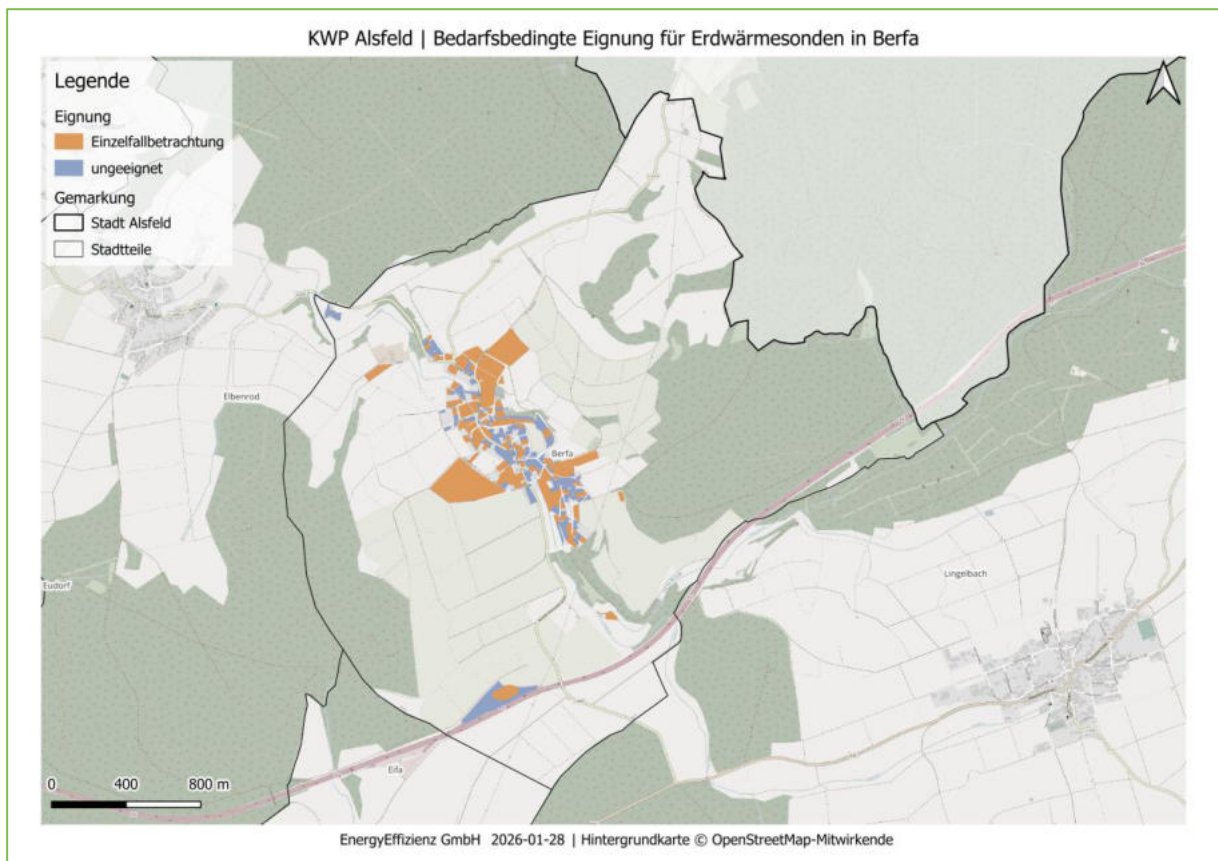 KWP Alsfeld | Bedarfsbedingte Eignung für Erdwärmesonden in Berfa
Legende
Eignung
Einzelfallbetrachtung
ungeeignet
Gemarkung
Stadt Alsfeld
Stadtteile
Elbenrod
Berfa
Eudorf
Lingelbach
Eifa
0 400 800 m
EnergyEffizienz GmbH 2026-01-28 | Hintergrundkarte © OpenStreetMap-Mitwirkende